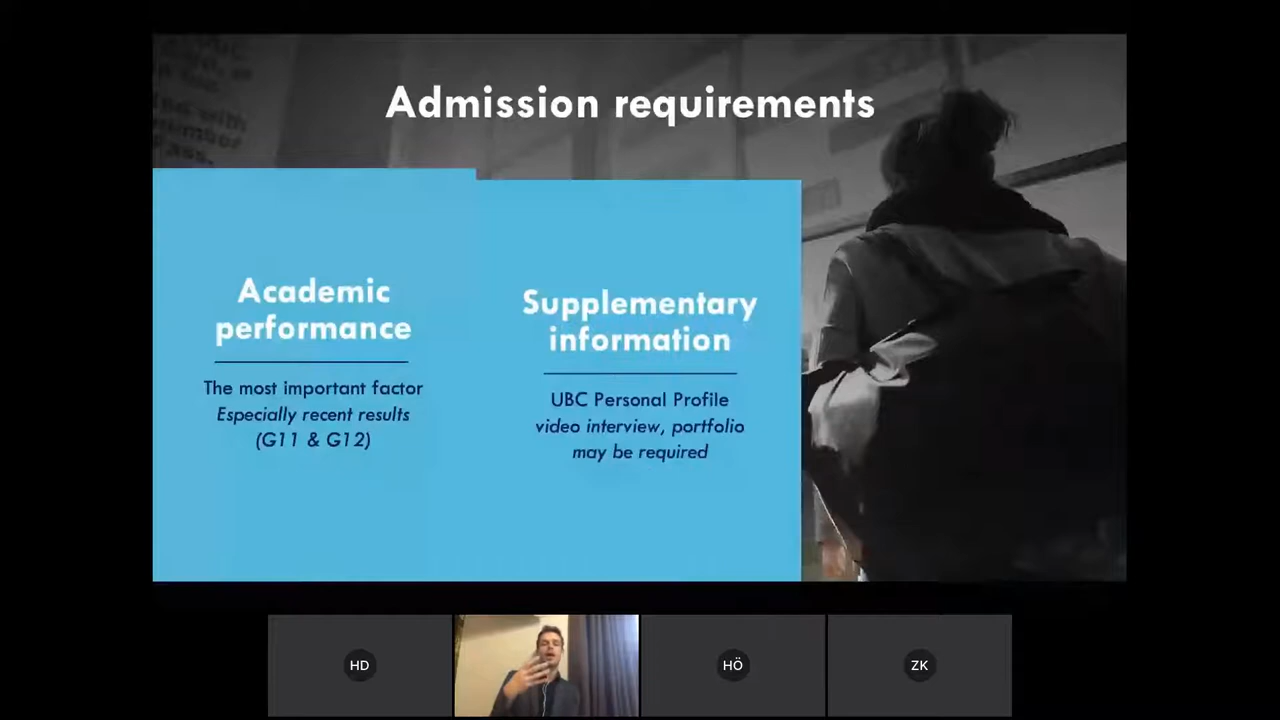 Admission requirements
Academic
performance
The most important factor
Especially recent results
(G11 & G12)
Supplementary
information
UBC Personal Profile
video interview, portfolio
may be required
HD
HÖ
ZK